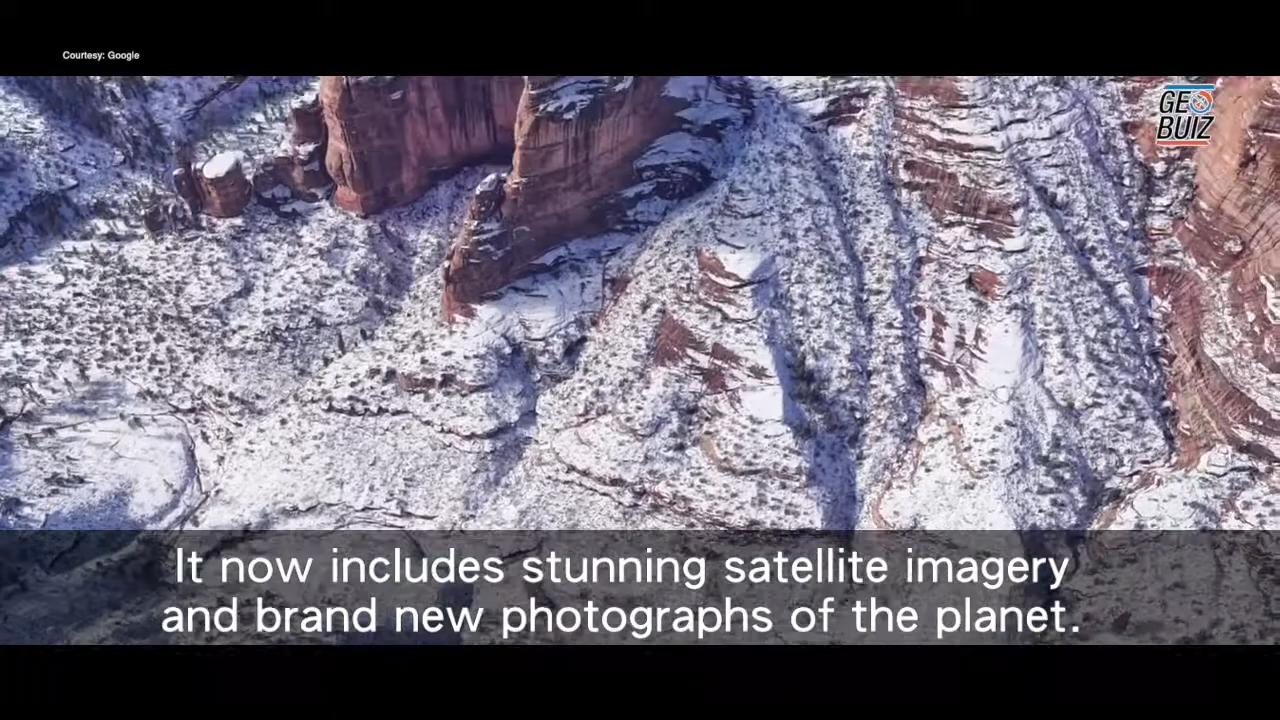 Courtesy: Google
GEO
BUIZ
It now includes stunning satellite imagery
and brand new photographs of the planet.